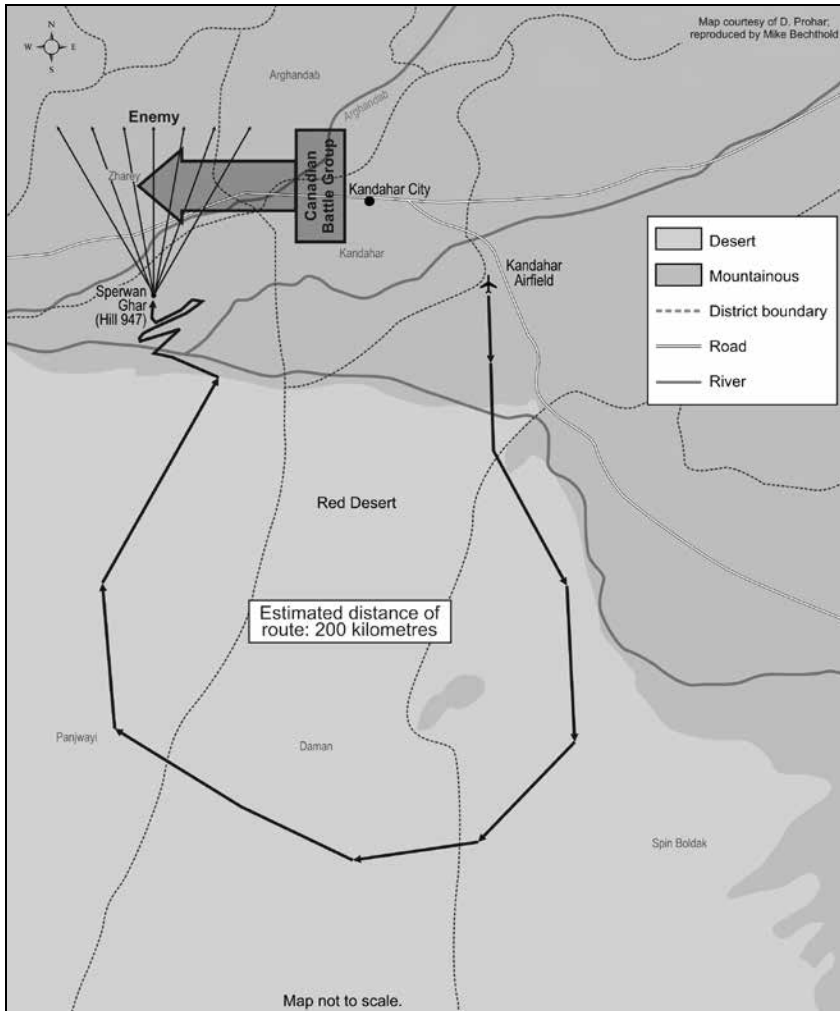 Map courtesy of D. Prohar;
reproduced by Mike Bechthold
N
W
E
S
Arghandab
Arghandab
Enemy
Zharey
Canadian
Battle Group
Kandahar City
Kandahar
Kandahar
Airfield
Sperwan
Ghar
(Hill 947)
Desert
Mountainous
District boundary
Road
River
Red Desert
Estimated distance of
route: 200 kilometres
Panjwayi
Daman
Spin Boldak
Map not to scale.